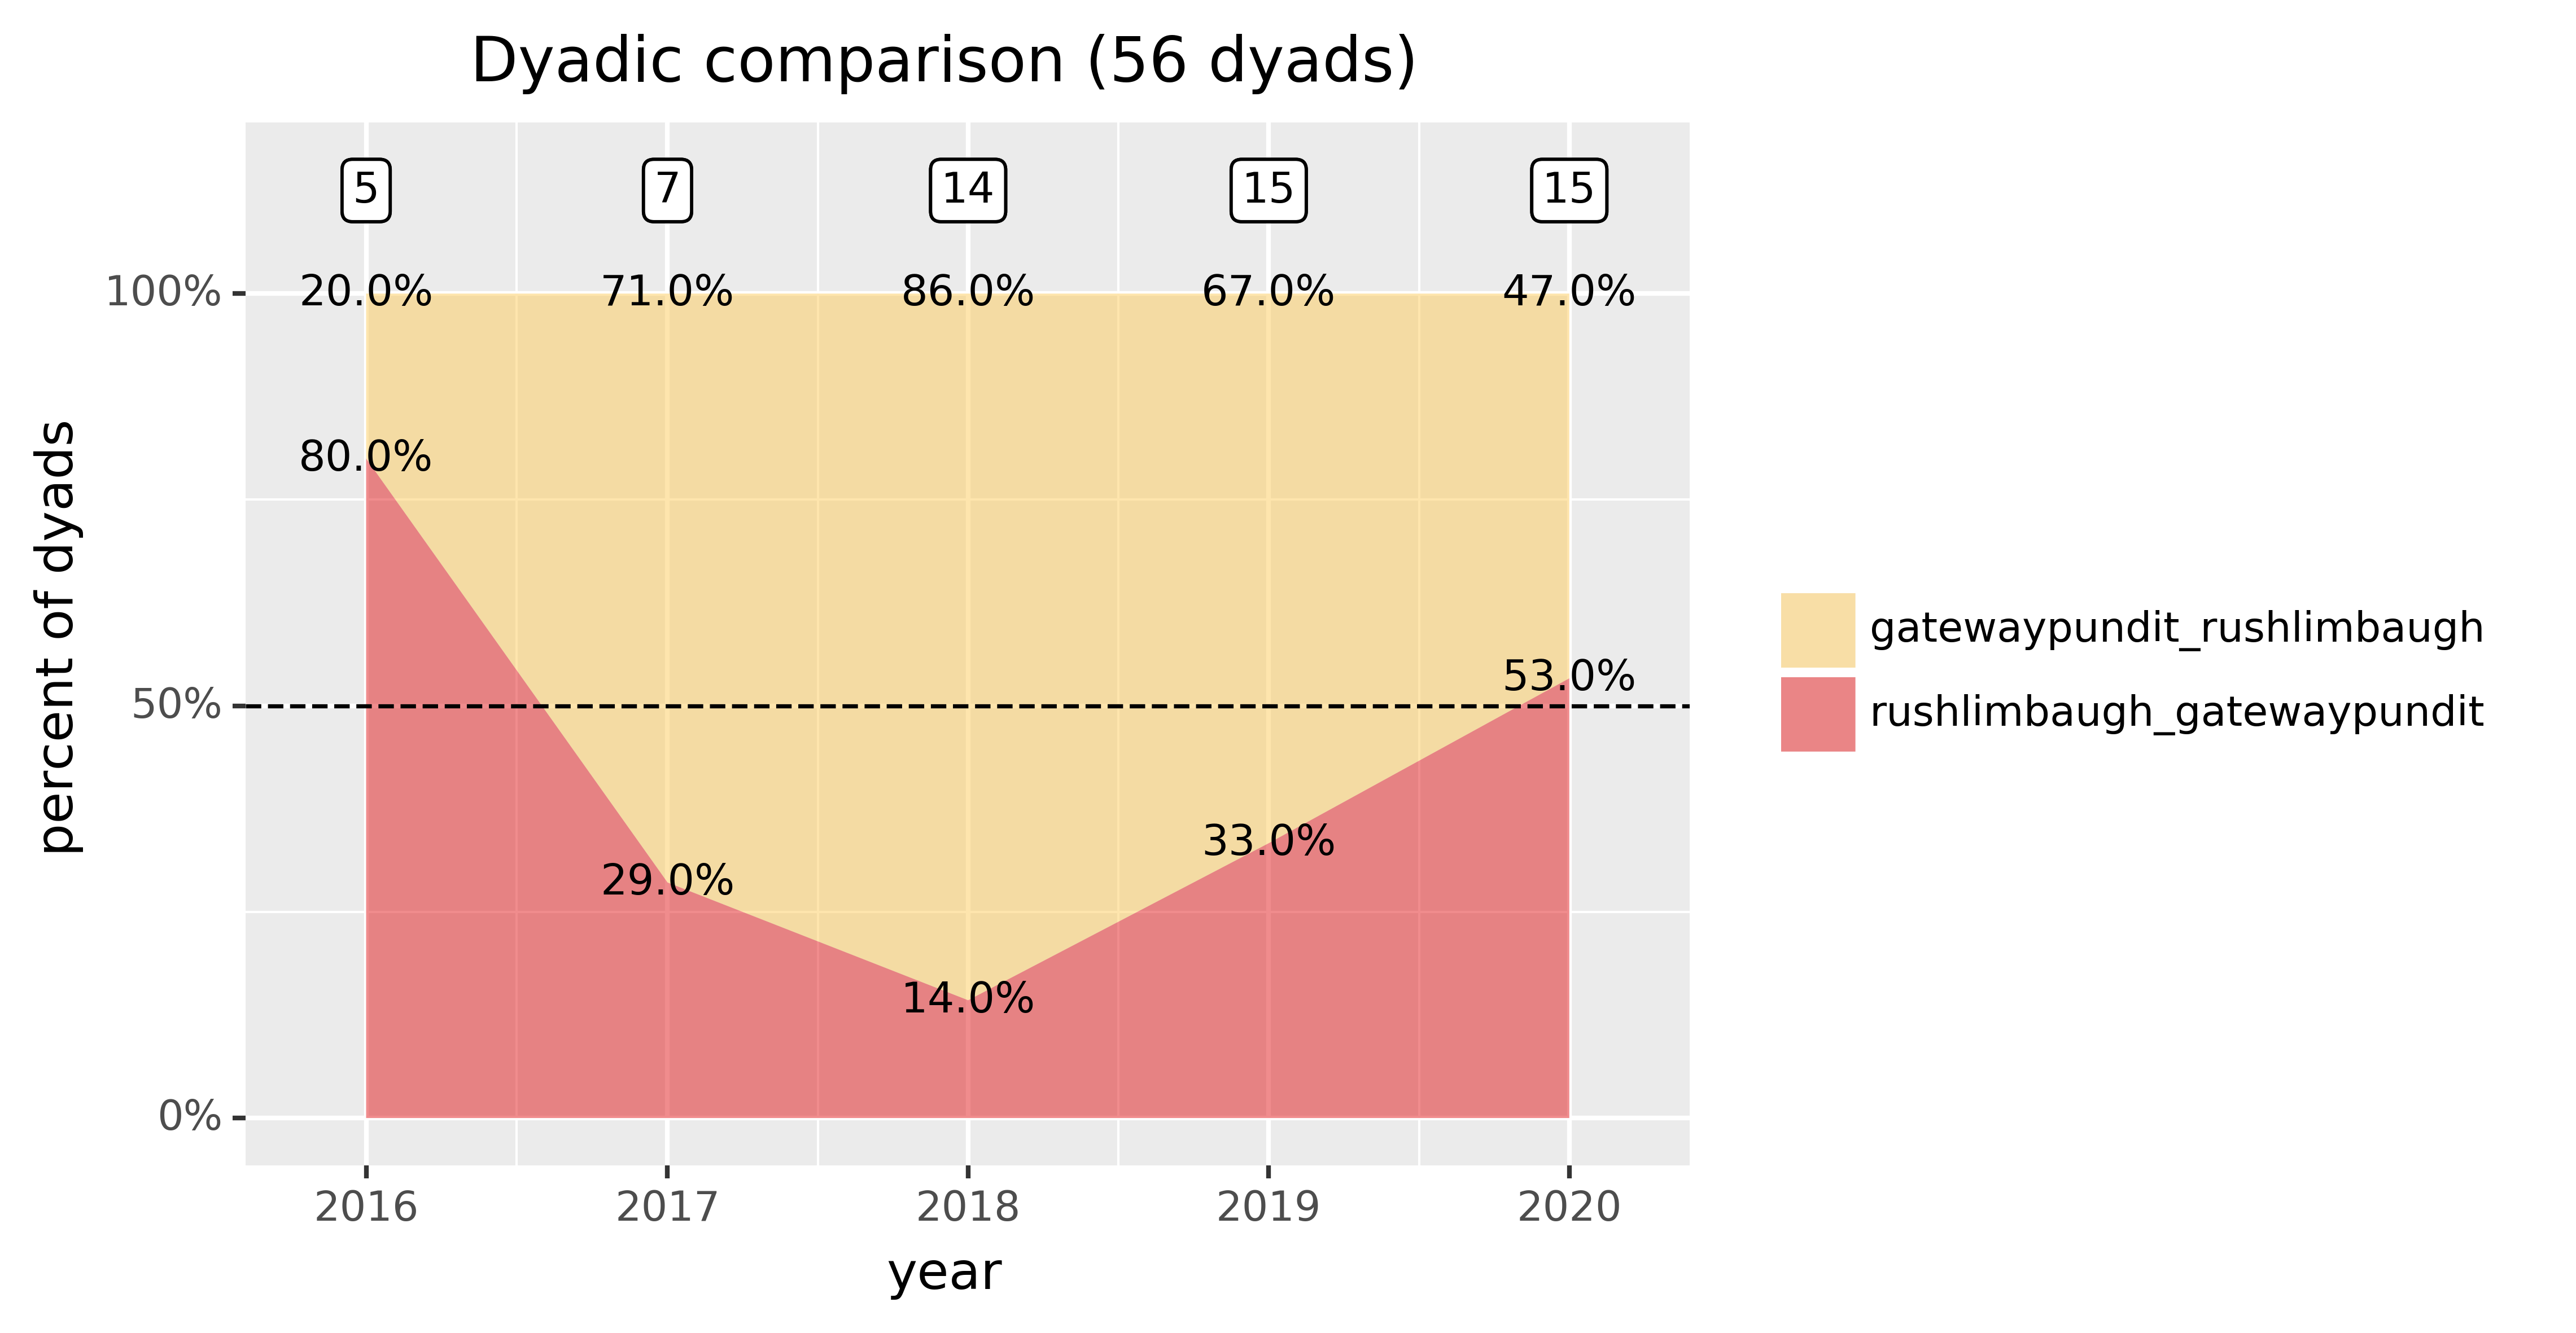 Dyadic comparison (56 dyads)
5 7 14 15 15
100% 20.0% 71.0% 86.0% 67.0% 47.0%
80.0%
percent of dyads
gatewaypundit_rushlimbaugh
53.0%
50%
rushlimbaugh_gatewaypundit
33.0%
29.0%
14.0%
0%
2016 2017 2018 2019 2020
year